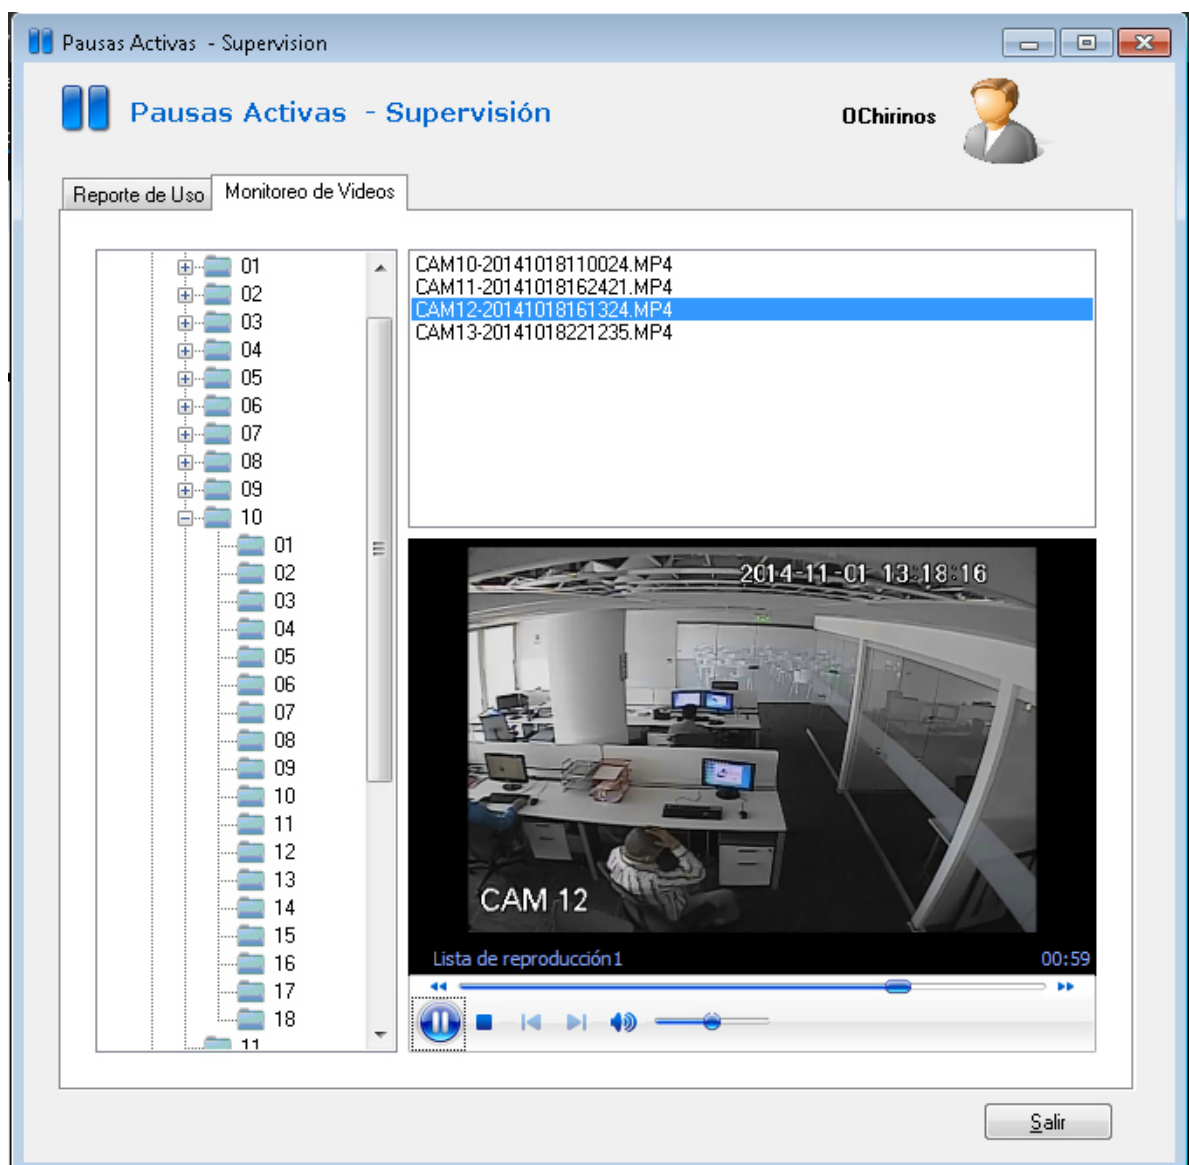 Pausas Activas - Supervision
Pausas Activas - Supervisión
OChirinos
Reporte de Uso
Monitoreo de Videos
01
02
03
04
05
06
07
08
09
10
01
02
03
04
05
06
07
08
09
10
11
12
13
14
15
16
17
18
11
CAM10-20141018110024.MP4
CAM11-20141018162421.MP4
CAM12-20141018161324.MP4
CAM13-20141018221235.MP4
2014-11-01 13:18:16
CAM 12
Lista de reproducción1
00:59
Salir